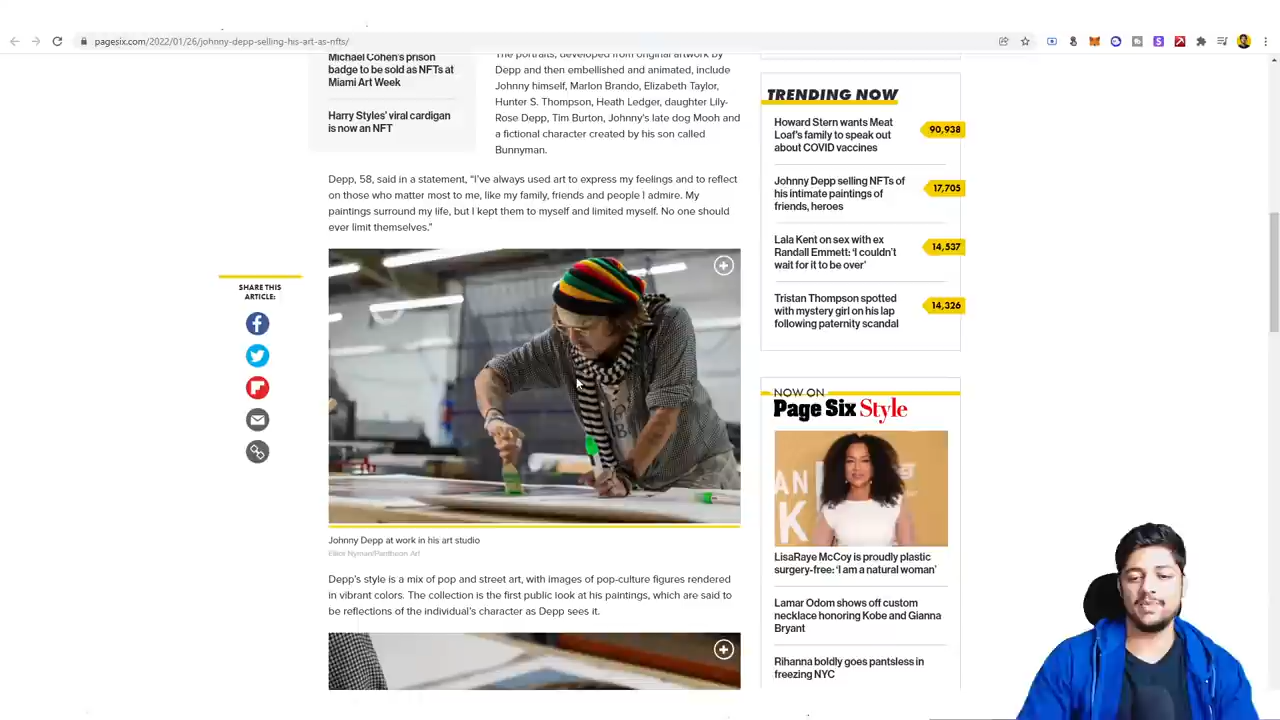 pagesix.com/2022/01/26/johnny-depp-selling-his-art-as-nfts/
Michael Cohen's prison
badge to be sold as NFTs at
Miami Art Week
Harry Styles' viral cardigan
is now an NFT
The portraits, developed from original artwork by
Depp and then embellished and animated, include
Johnny himself, Marlon Brando, Elizabeth Taylor,
Hunter S. Thompson, Heath Ledger, daughter Lily-
Rose Depp, Tim Burton, Johnny's late dog Mooh and
a fictional character created by his son called
Bunnyman.
Depp, 58, said in a statement, "I've always used art to express my feelings and to reflect
on those who matter most to me, like my family, friends and people I admire. My
paintings surround my life, but I kept them to myself and limited myself. No one should
ever limit themselves."
SHARE THIS
ARTICLE:
Johnny Depp at work in his art studio
Depp's style is a mix of pop and street art, with images of pop-culture figures rendered
in vibrant colors. The collection is the first public look at his paintings, which are said to
be reflections of the individual's character as Depp sees it.
TRENDING NOW
Howard Stern wants Meat
Loaf's family to speak out
about COVID vaccines
90,938
Johnny Depp selling NFTs of
his intimate paintings of
friends, heroes
17,705
Lala Kent on sex with ex
Randall Emmett: 'I couldn't
wait for it to be over'
14,537
Tristan Thompson spotted
with mystery girl on his lap
following paternity scandal
14,326
NOW ON
Page Six Style
LisaRaye McCoy is proudly plastic
surgery-free: 'I am a natural woman'
Lamar Odom shows off custom
necklace honoring Kobe and Gianna
Bryant
Rihanna boldly goes pantsless in
freezing NYC